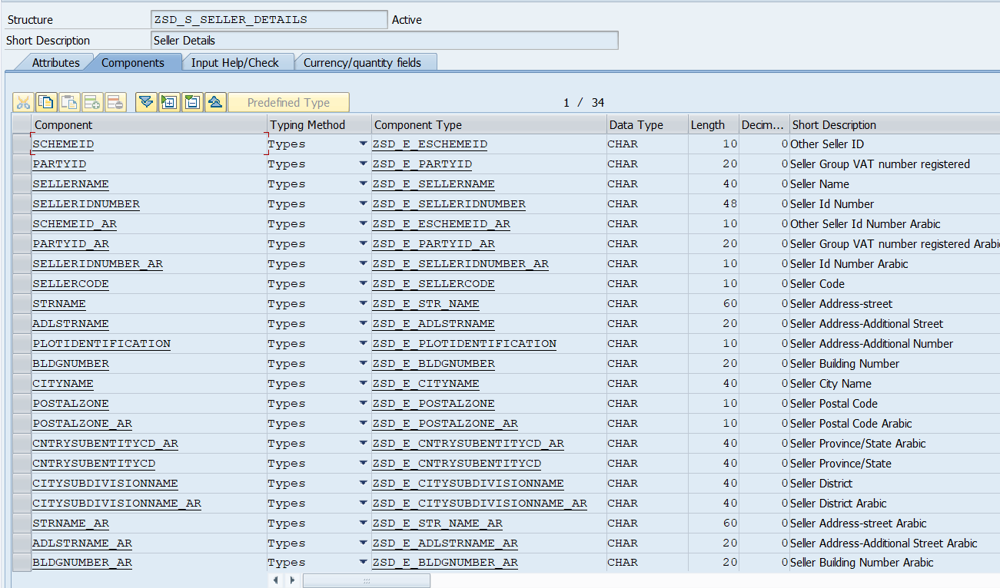 Structure ZSD_S_SELLER_DETAILS Active
Short Description Seller Details
Attributes Components Input Help/Check Currency/quantity fields
Predefined Type 1 / 34
Component Typing Method Component Type Data Type Length Decim... Short Description
SCHEMEID Types ZSD_E_ESCHEMEID CHAR 10 0 Other Seller ID
PARTYID Types ZSD_E_PARTYID CHAR 20 0 Seller Group VAT number registered
SELLERNAME Types ZSD_E_SELLERNAME CHAR 40 0 Seller Name
SELLERIDNUMBER Types ZSD_E_SELLERIDNUMBER CHAR 48 0 Seller Id Number
SCHEMEID_AR Types ZSD_E_ESCHEMEID_AR CHAR 10 0 Other Seller Id Number Arabic
PARTYID_AR Types ZSD_E_PARTYID_AR CHAR 20 0 Seller Group VAT number registered Arabic
SELLERIDNUMBER_AR Types ZSD_E_SELLERIDNUMBER_AR CHAR 10 0 Seller Id Number Arabic
SELLERCODE Types ZSD_E_SELLERCODE CHAR 10 0 Seller Code
STRNAME Types ZSD_E_STR_NAME CHAR 60 0 Seller Address-street
ADLSTRNAME Types ZSD_E_ADLSTRNAME CHAR 20 0 Seller Address-Additional Street
PLOTIDENTIFICATION Types ZSD_E_PLOTIDENTIFICATION CHAR 10 0 Seller Address-Additional Number
BLDGNUMBER Types ZSD_E_BLDGNUMBER CHAR 20 0 Seller Building Number
CITYNAME Types ZSD_E_CITYNAME CHAR 40 0 Seller City Name
POSTALZONE Types ZSD_E_POSTALZONE CHAR 10 0 Seller Postal Code
POSTALZONE_AR Types ZSD_E_POSTALZONE_AR CHAR 10 0 Seller Postal Code Arabic
CNTRYSUBENTITYCD_AR Types ZSD_E_CNTRYSUBENTITYCD_AR CHAR 40 0 Seller Province/State Arabic
CNTRYSUBENTITYCD Types ZSD_E_CNTRYSUBENTITYCD CHAR 40 0 Seller Province/State
CITYSUBDIVISIONNAME Types ZSD_E_CITYSUBDIVISIONNAME CHAR 40 0 Seller District
CITYSUBDIVISIONNAME_AR Types ZSD_E_CITYSUBDIVISIONNAME_AR CHAR 40 0 Seller District Arabic
STRNAME_AR Types ZSD_E_STR_NAME_AR CHAR 60 0 Seller Address-street Arabic
ADLSTRNAME_AR Types ZSD_E_ADLSTRNAME_AR CHAR 20 0 Seller Address-Additional Street Arabic
BLDGNUMBER_AR Types ZSD_E_BLDGNUMBER_AR CHAR 20 0 Seller Building Number Arabic